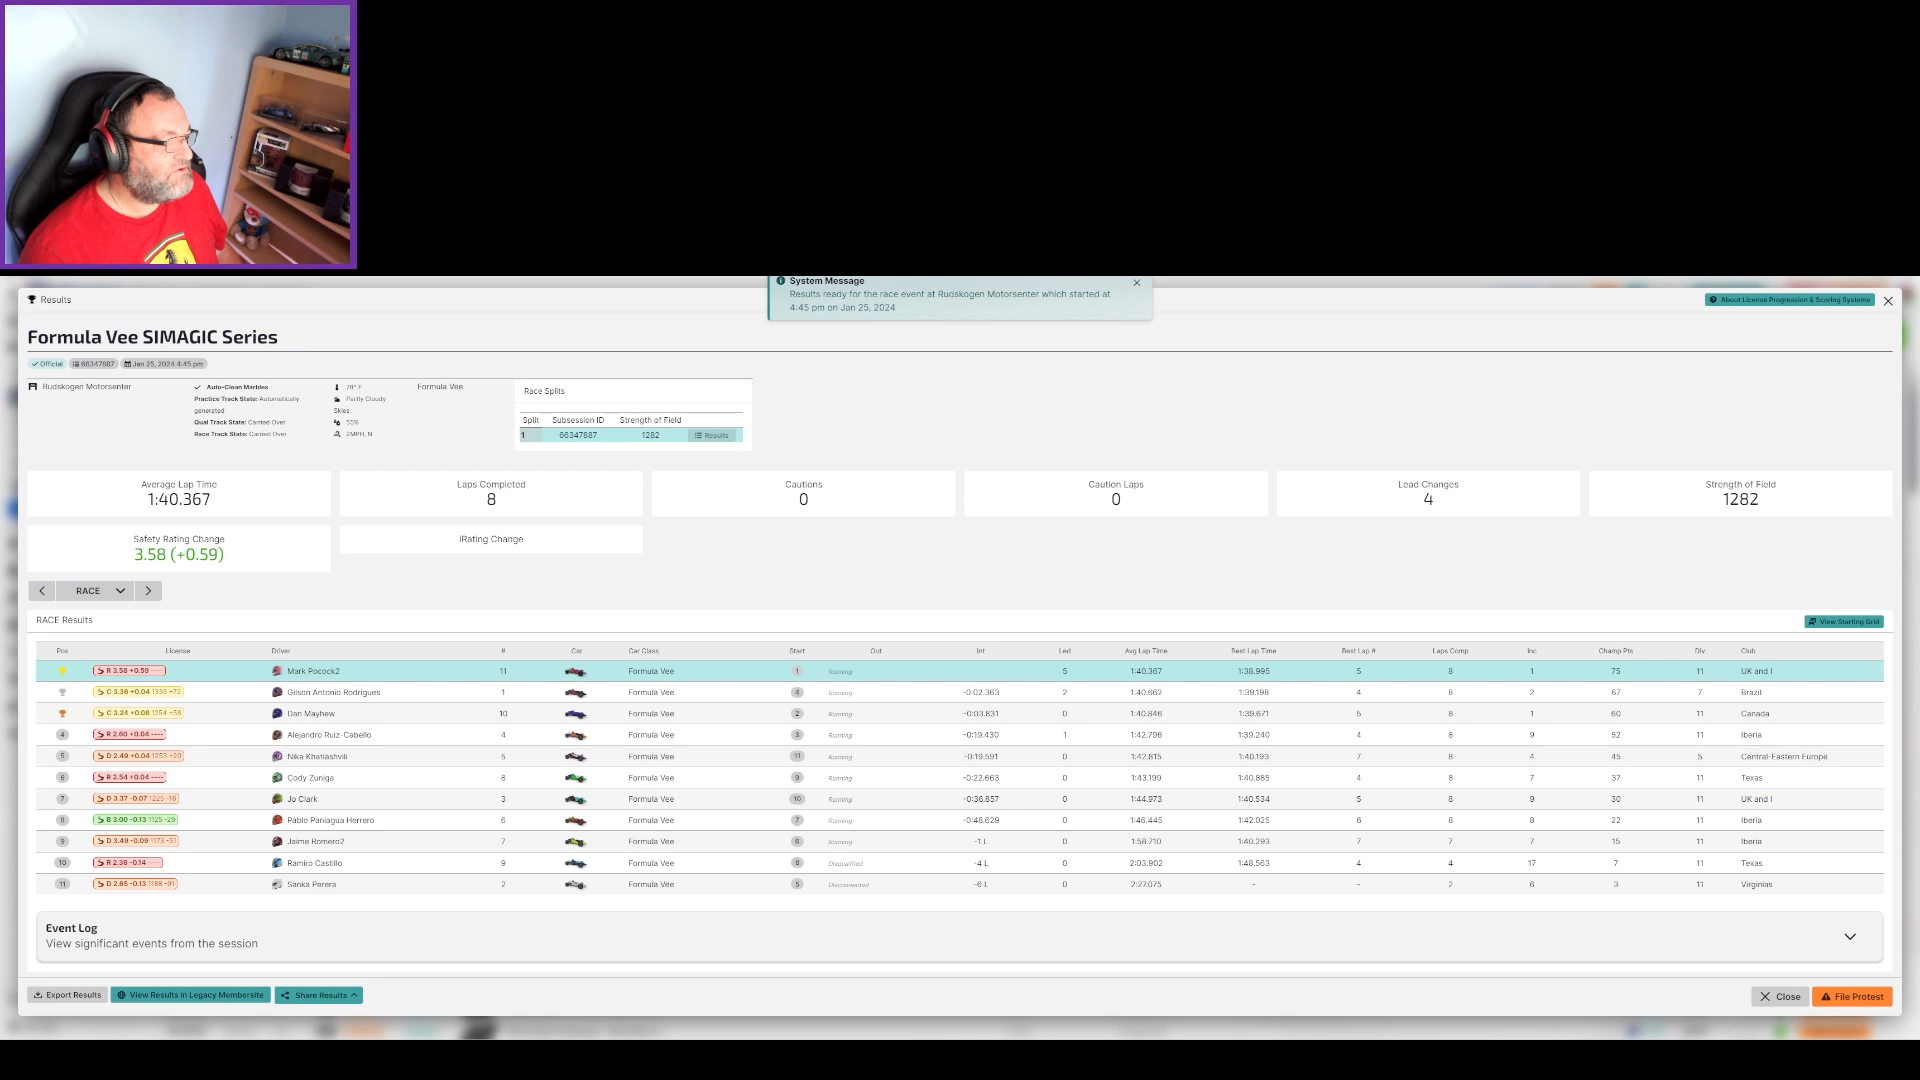 System Message
Results ready for the race event at Rudskogen Motorsenter which started at
4:45 pm on Jan 25, 2024
Results
About License Progression & Scoring Systems
Formula Vee SIMAGIC Series
Official 66347887 Jan 25, 2024 4:45 pm
Rudskogen Motorsenter
Auto-Clean Marbles
Practice Track State: Automatically
generated
Qual Track State: Carried Over
Race Track State: Carried Over
78° F
Partly Cloudy
Skies
55%
2MPH, N
Formula Vee
Race Splits
Split Subsession ID Strength of Field
1 66347887 1282 Results
Average Lap Time
1:40.367
Laps Completed
8
Cautions
0
Caution Laps
0
Lead Changes
4
Strength of Field
1282
Safety Rating Change
3.58 (+0.59)
iRating Change
RACE
RACE Results
View Starting Grid
Pos License Driver # Car Car Class Start Out Int Led Avg Lap Time Best Lap Time Best Lap # Laps Comp Inc Champ Pts Div Club
R 3.58 +0.59 ---- Mark Pocock2 11 Formula Vee 1 Running 5 1:40.367 1:38.995 5 8 1 75 11 UK and I
C 3.36 +0.04 1355 +72 Gilson Antonio Rodrigues 1 Formula Vee 4 Running -0:02.363 2 1:40.662 1:39.198 4 8 2 67 7 Brazil
C 3.24 +0.08 1254 +58 Dan Mayhew 10 Formula Vee 2 Running -0:03.831 0 1:40.846 1:39.671 5 8 1 60 11 Canada
4 R 2.60 +0.04 ---- Alejandro Ruiz-Cabello 4 Formula Vee 3 Running -0:19.430 1 1:42.796 1:39.240 4 8 9 52 11 Iberia
5 D 2.49 +0.04 1253 +20 Nika Khatiashvili 5 Formula Vee 11 Running -0:19.591 0 1:42.815 1:40.193 7 8 4 45 5 Central-Eastern Europe
6 R 2.54 +0.04 ---- Cody Zuniga 8 Formula Vee 9 Running -0:22.663 0 1:43.199 1:40.885 4 8 7 37 11 Texas
7 D 3.37 -0.07 1225 -16 Jo Clark 3 Formula Vee 10 Running -0:36.857 0 1:44.973 1:40.534 5 8 9 30 11 UK and I
8 B 3.00 -0.13 1125 -29 Pablo Paniagua Herrero 6 Formula Vee 7 Running -0:48.629 0 1:46.445 1:42.025 6 8 8 22 11 Iberia
9 D 3.49 -0.09 1173 -51 Jaime Romero2 7 Formula Vee 6 Running -1 L 0 1:58.710 1:40.293 7 7 7 15 11 Iberia
10 R 2.36 -0.14 ---- Ramiro Castillo 9 Formula Vee 8 Disqualified -4 L 0 2:03.902 1:48.563 4 4 17 7 11 Texas
11 D 2.65 -0.13 1188 -91 Sanka Perera 2 Formula Vee 5 Disconnected -6 L 0 2:27.075 - - 2 6 3 11 Virginias
Event Log
View significant events from the session
Export Results
View Results in Legacy Membersite
Share Results
Close
File Protest